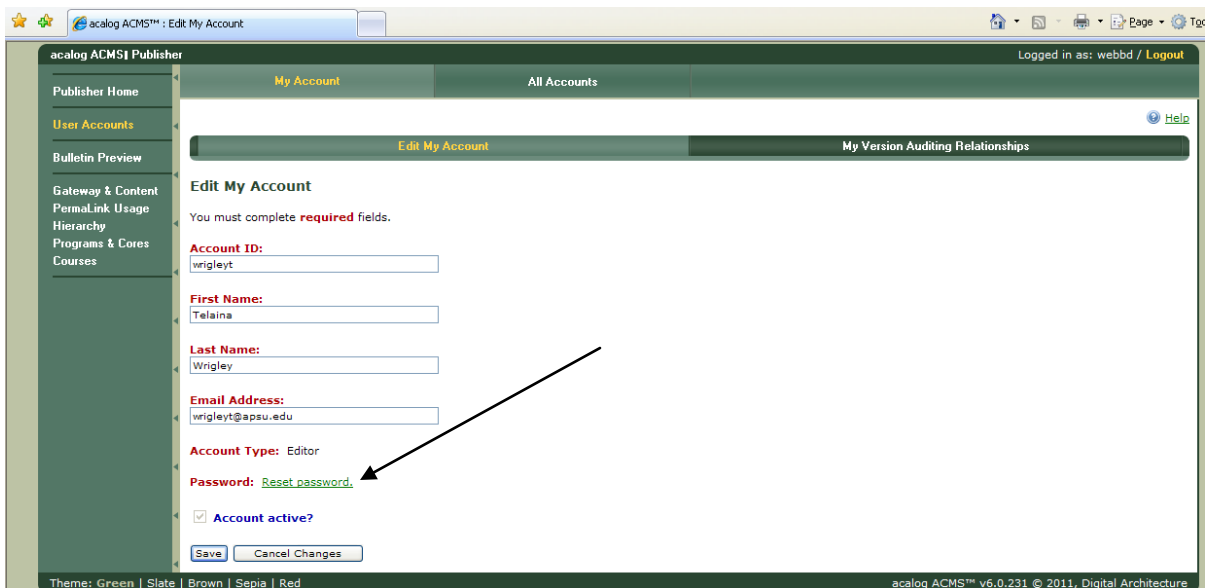 acalog ACMS™ : Edit My Account
Page
acalog ACMS Publisher
Logged in as: webbd / Logout
My Account
All Accounts
Publisher Home
User Accounts
Bulletin Preview
Gateway & Content
PermaLink Usage
Hierarchy
Programs & Cores
Courses
Help
Edit My Account
My Version Auditing Relationships
Edit My Account
You must complete required fields.
Account ID:
wrigleyt
First Name:
Telaina
Last Name:
Wrigley
Email Address:
wrigleyt@apsu.edu
Account Type: Editor
Password: Reset password.
Account active?
Save Cancel Changes
Theme: Green | Slate | Brown | Sepia | Red
acalog ACMS™ v6.0.231 © 2011, Digital Architecture